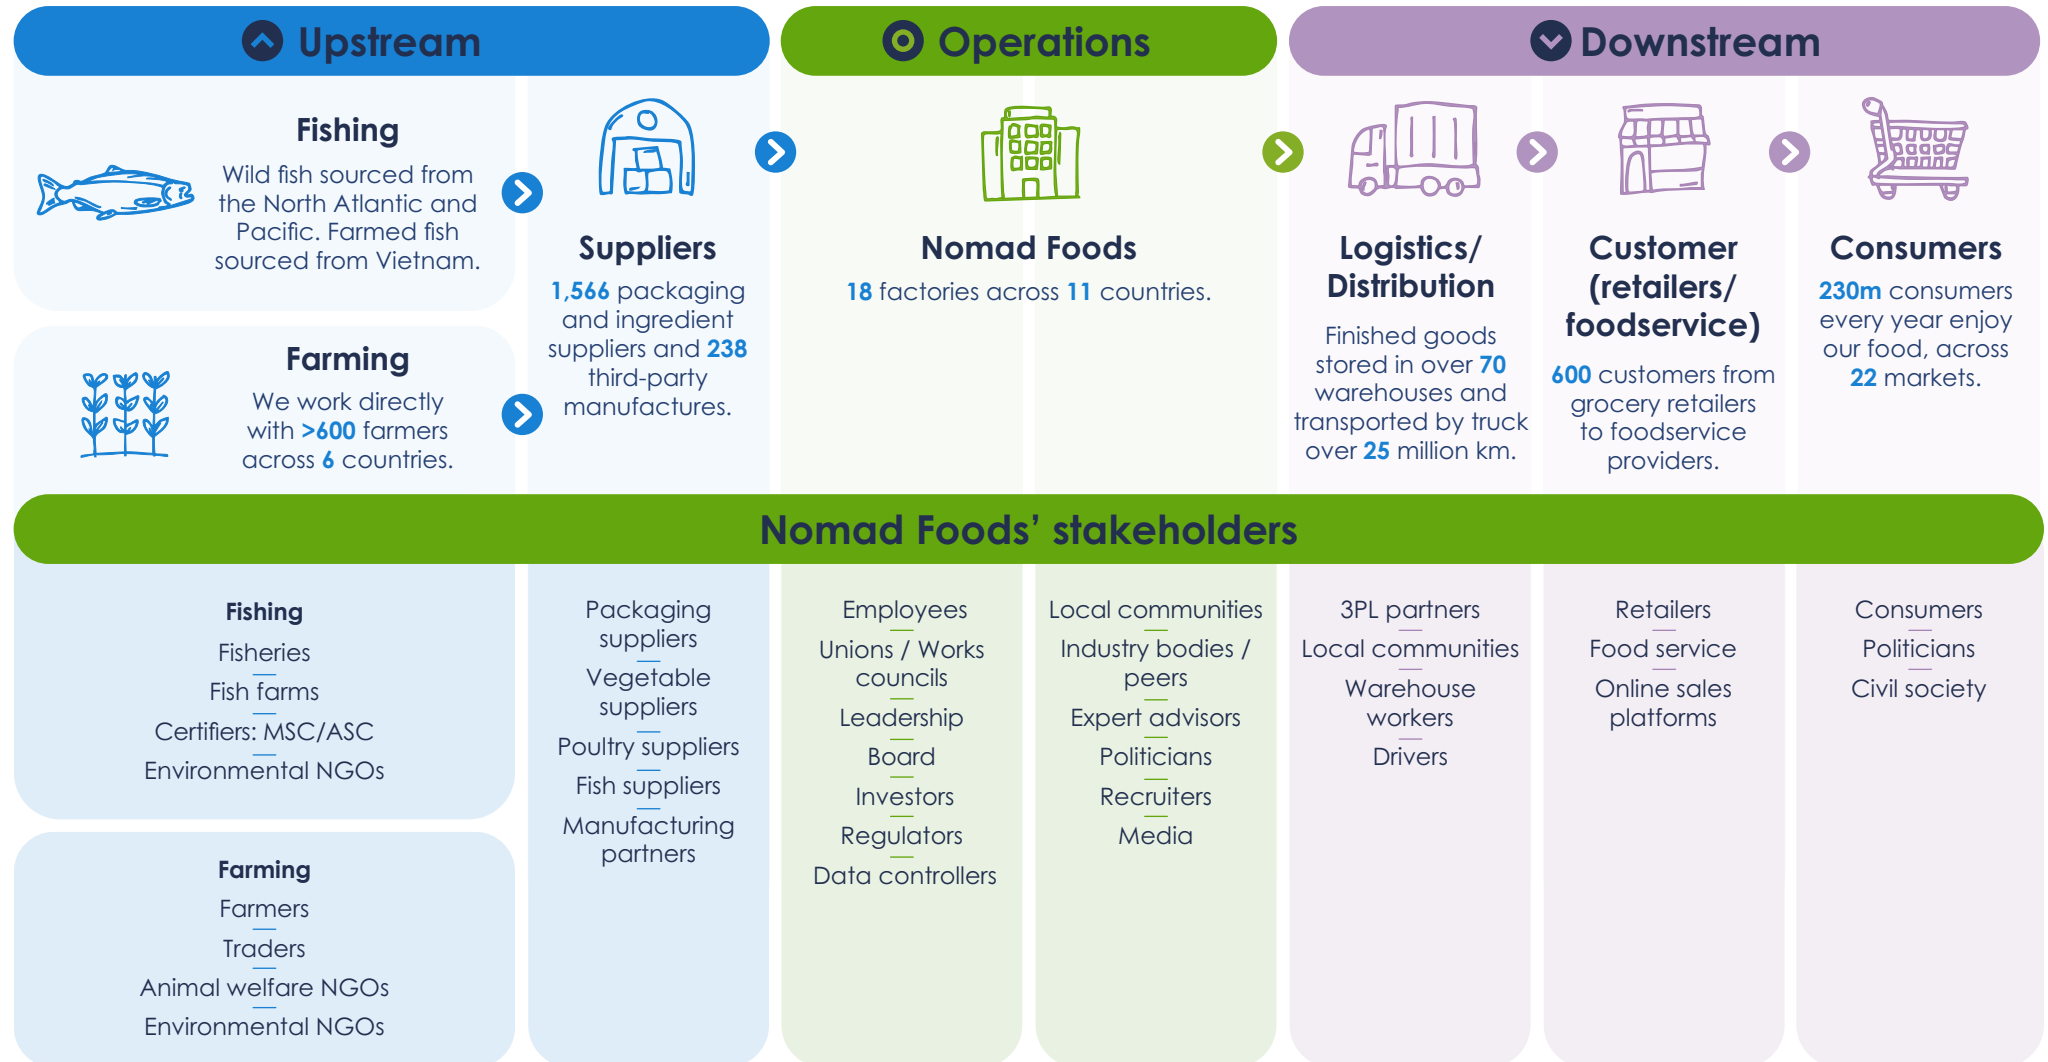 Upstream
Operations
Downstream
Fishing
Wild fish sourced from
the North Atlantic and
Pacific. Farmed fish
sourced from Vietnam.
Farming
We work directly
with >600 farmers
across 6 countries.
Suppliers
1,566 packaging
and ingredient
suppliers and 238
third-party
manufactures.
Nomad Foods
18 factories across 11 countries.
Logistics/
Distribution
Finished goods
stored in over 70
warehouses and
transported by truck
over 25 million km.
Customer
(retailers/
foodservice)
600 customers from
grocery retailers
to foodservice
providers.
Consumers
230m consumers
every year enjoy
our food, across
22 markets.
Nomad Foods’ stakeholders
Fishing
Fisheries
Fish farms
Certifiers: MSC/ASC
Environmental NGOs
Farming
Farmers
Traders
Animal welfare NGOs
Environmental NGOs
Packaging
suppliers
Vegetable
suppliers
Poultry suppliers
Fish suppliers
Manufacturing
partners
Employees
Unions / Works
councils
Leadership
Board
Investors
Regulators
Data controllers
Local communities
Industry bodies /
peers
Expert advisors
Politicians
Recruiters
Media
3PL partners
Local communities
Warehouse
workers
Drivers
Retailers
Food service
Online sales
platforms
Consumers
Politicians
Civil society